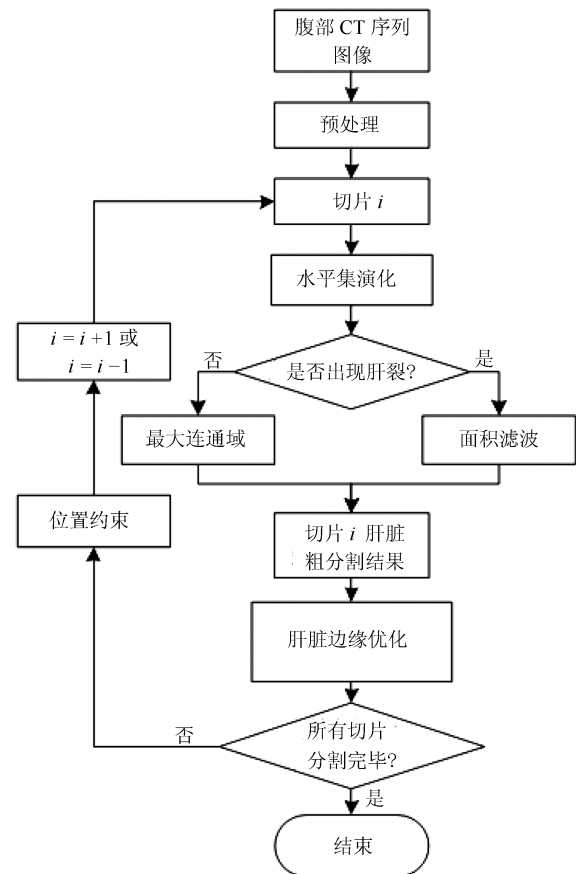 腹部 CT 序列
图像
预处理
切片 i
水平集演化
i = i +1 或
i = i −1
否
是否出现肝裂?
是
最大连通域
面积滤波
位置约束
切片 i 肝脏
粗分割结果
肝脏边缘优化
否
所有切片
分割完毕?
是
结束